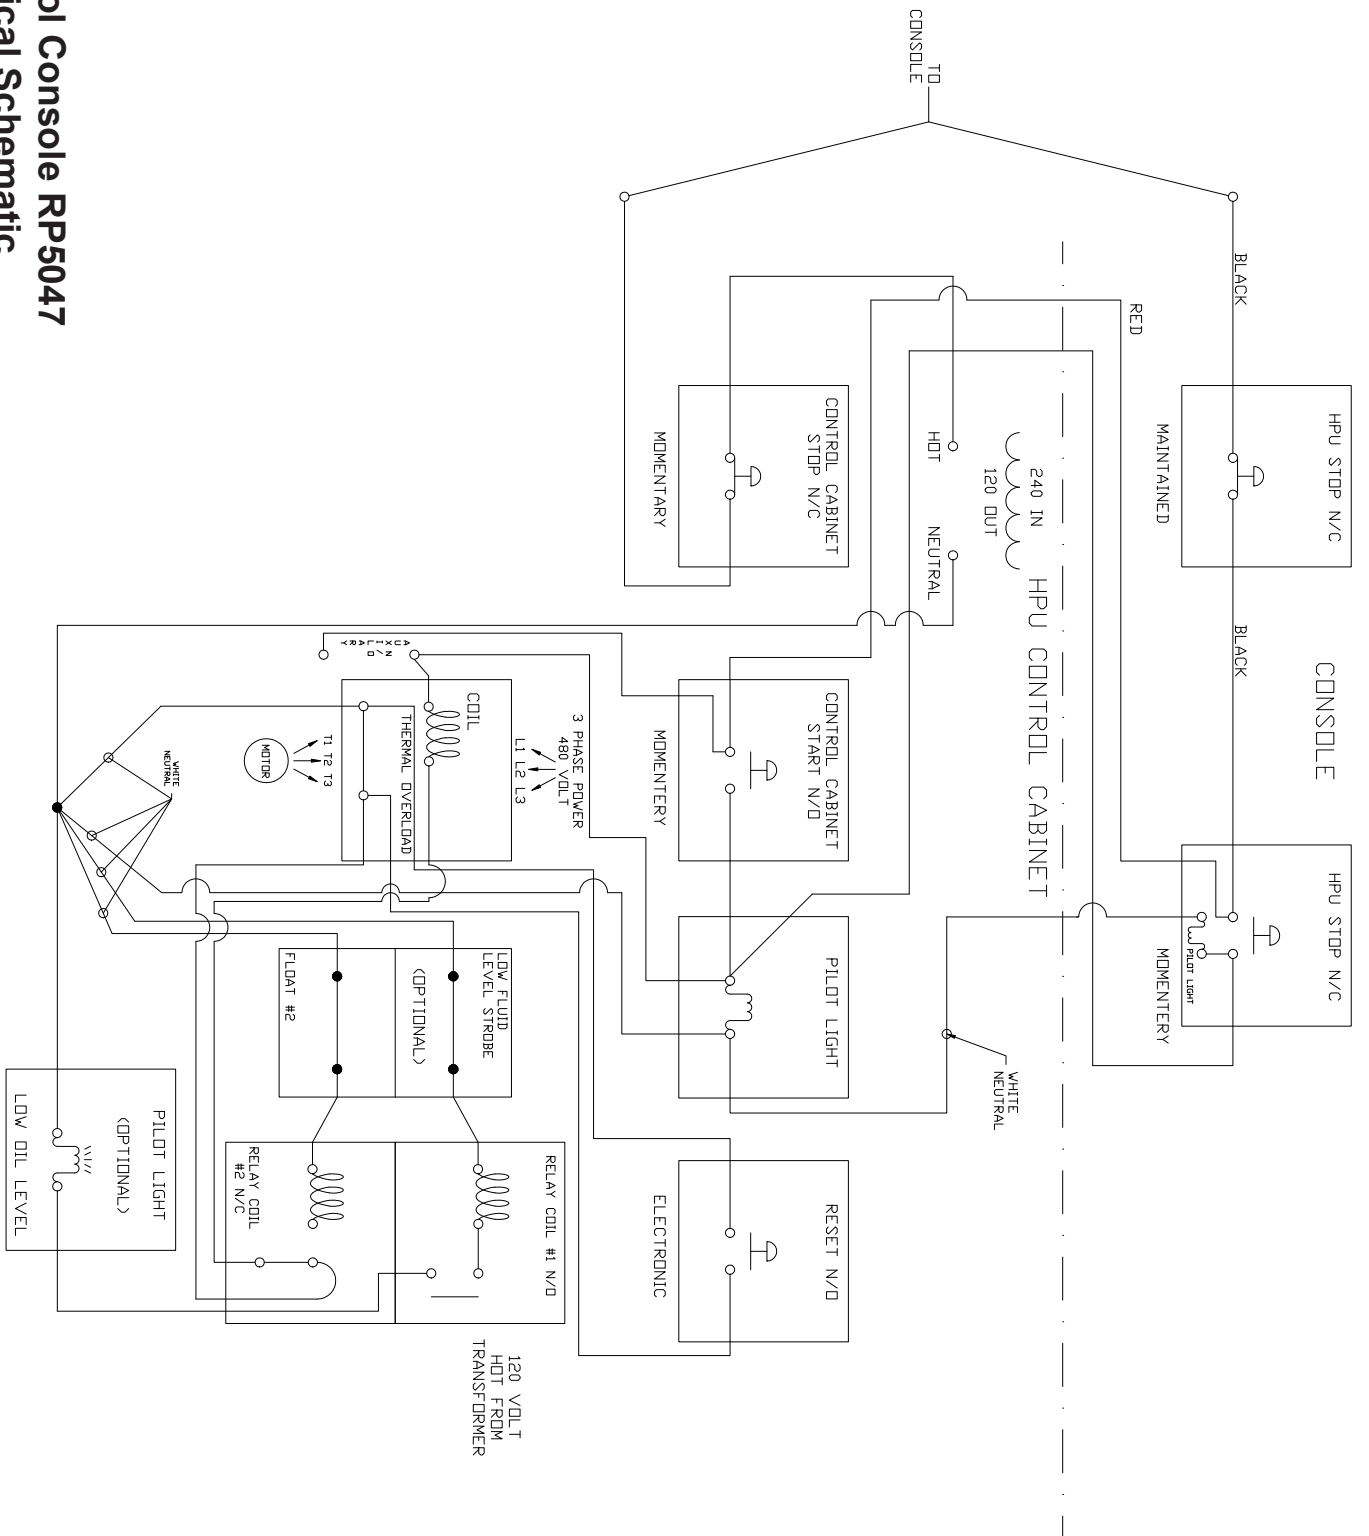 ol Console RP5047
ical Schematic
CONSOLE
HPU STOP N/C
MAINTAINED
BLACK
BLACK
HPU STOP N/C
PILOT LIGHT
MOMENTERY
RED
TO
CONSOLE
HPU CONTROL CABINET
240 IN
120 OUT
HOT
NEUTRAL
WHITE
NEUTRAL
CONTROL CABINET
STOP N/C
MOMENTARY
CONTROL CABINET
START N/O
MOMENTERY
PILOT LIGHT
RESET N/O
ELECTRONIC
3 PHASE POWER
480 VOLT
L1 L2 L3
COIL
THERMAL OVERLOAD
AUXILIARY
N/O
T1 T2 T3
MOTOR
WHITE
NEUTRAL
LOW FLUID
LEVEL STROBE
(OPTIONAL)
FLOAT #2
RELAY COIL #1 N/O
RELAY COIL
#2 N/C
120 VOLT
HOT FROM
TRANSFORMER
PILOT LIGHT
(OPTIONAL)
LOW OIL LEVEL